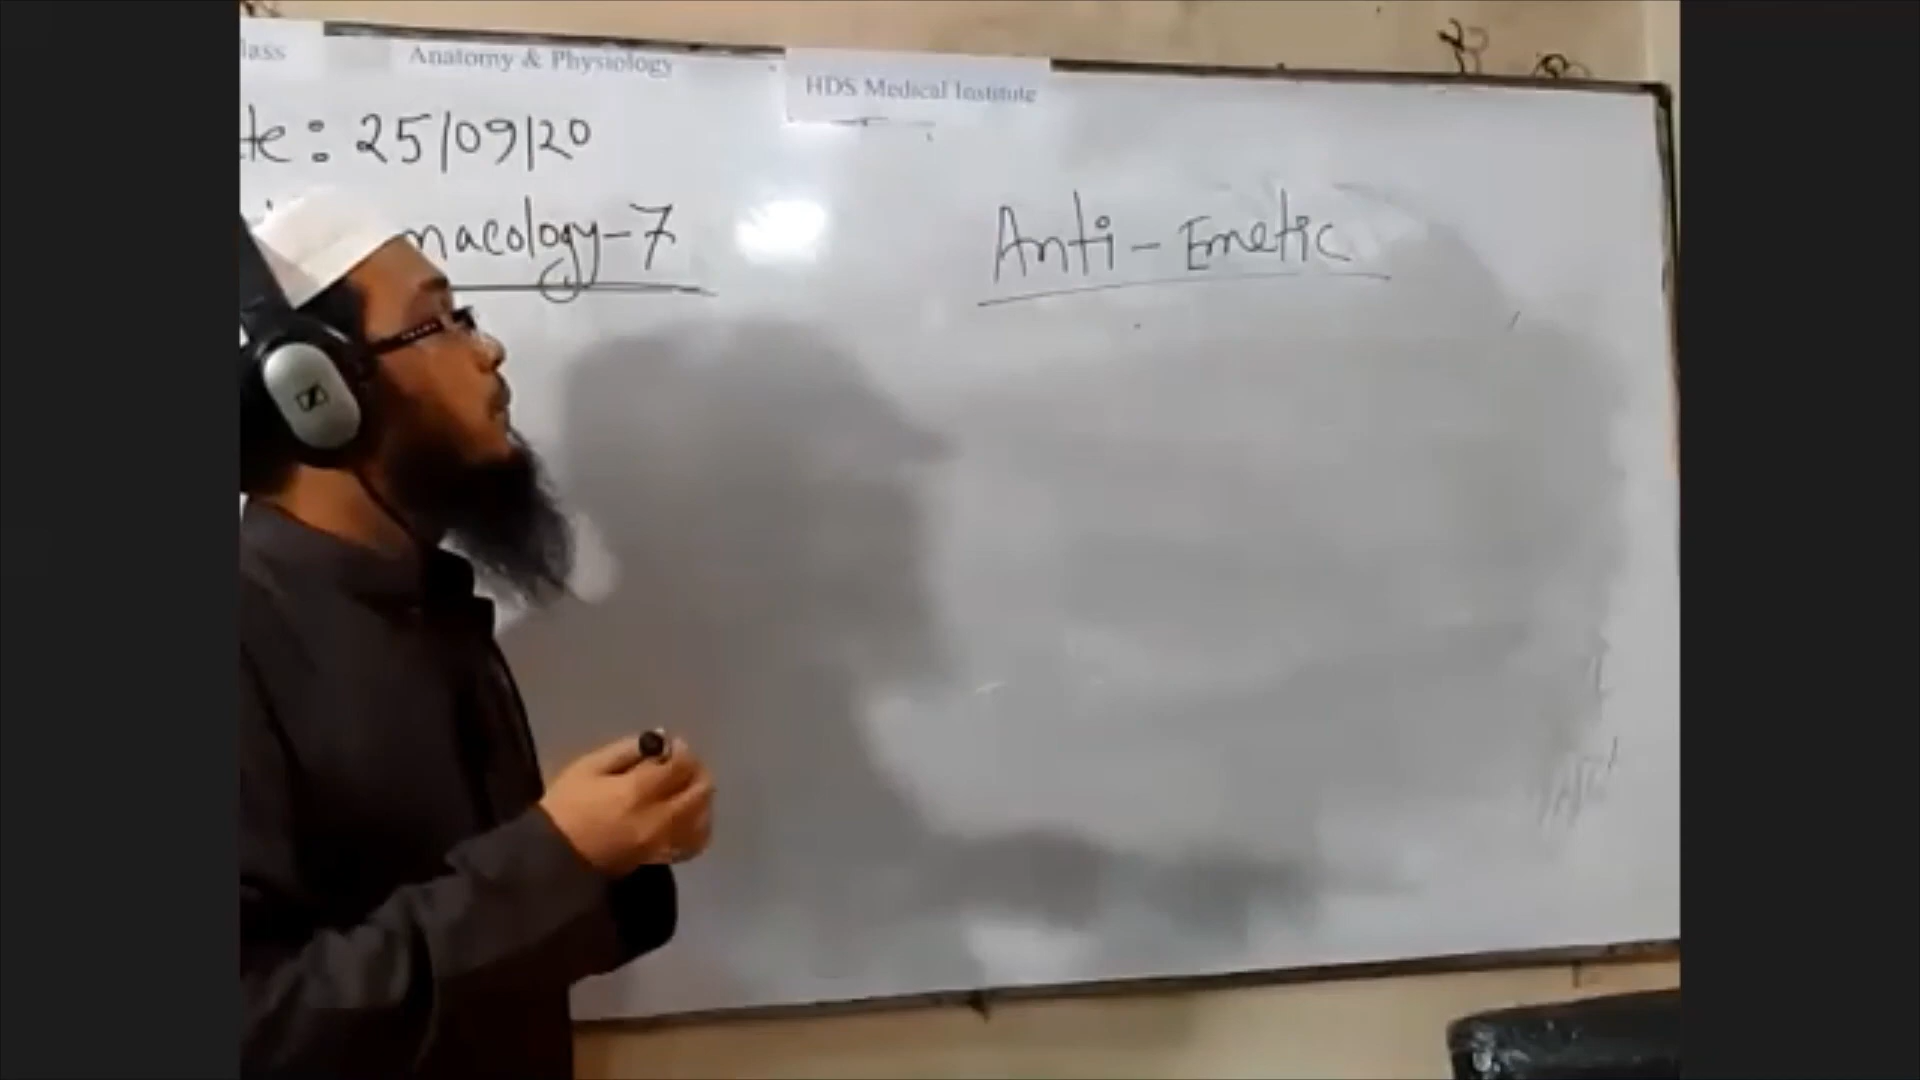 lass
Anatomy & Physiology
HDS Medical Institute
te: 25/09/20
macology-7
Anti-Emetic